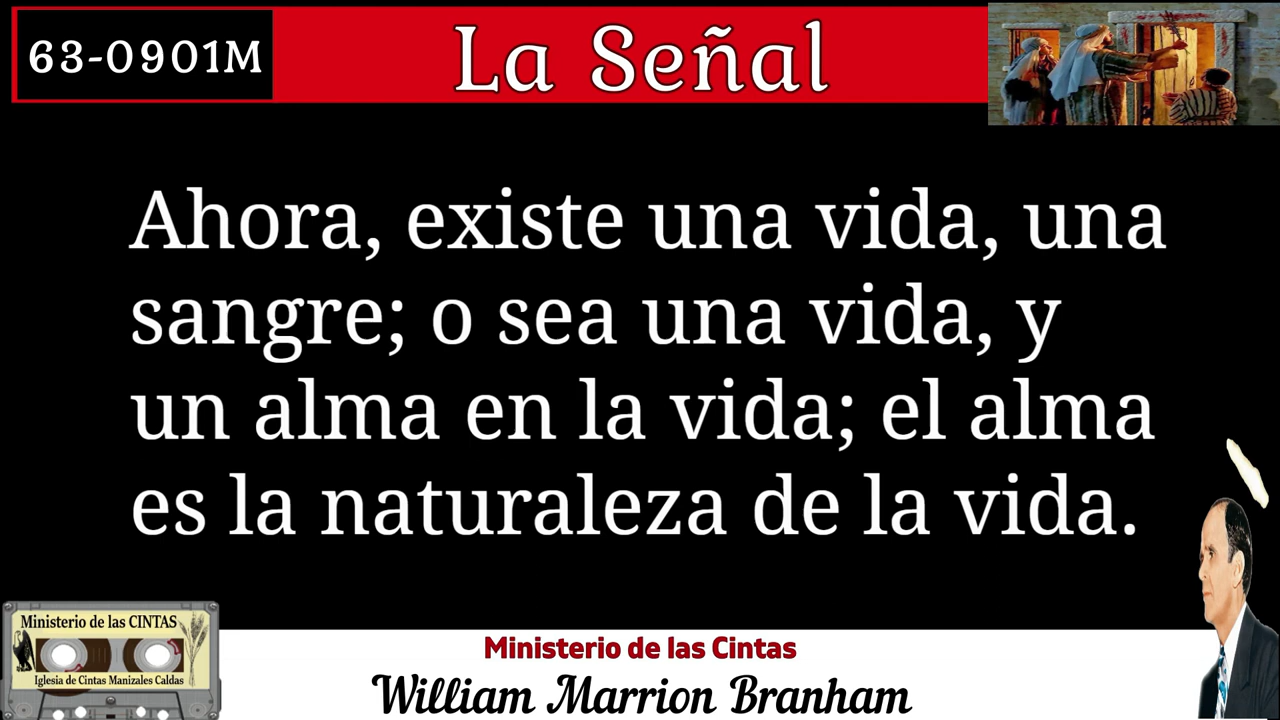 63-0901M
La Señal
Ahora, existe una vida, una
sangre; o sea una vida, y
un alma en la vida; el alma
es la naturaleza de la vida.
Ministerio de las CINTAS
Iglesia de Cintas Manizales Caldas
Ministerio de las Cintas
William Marrion Branham